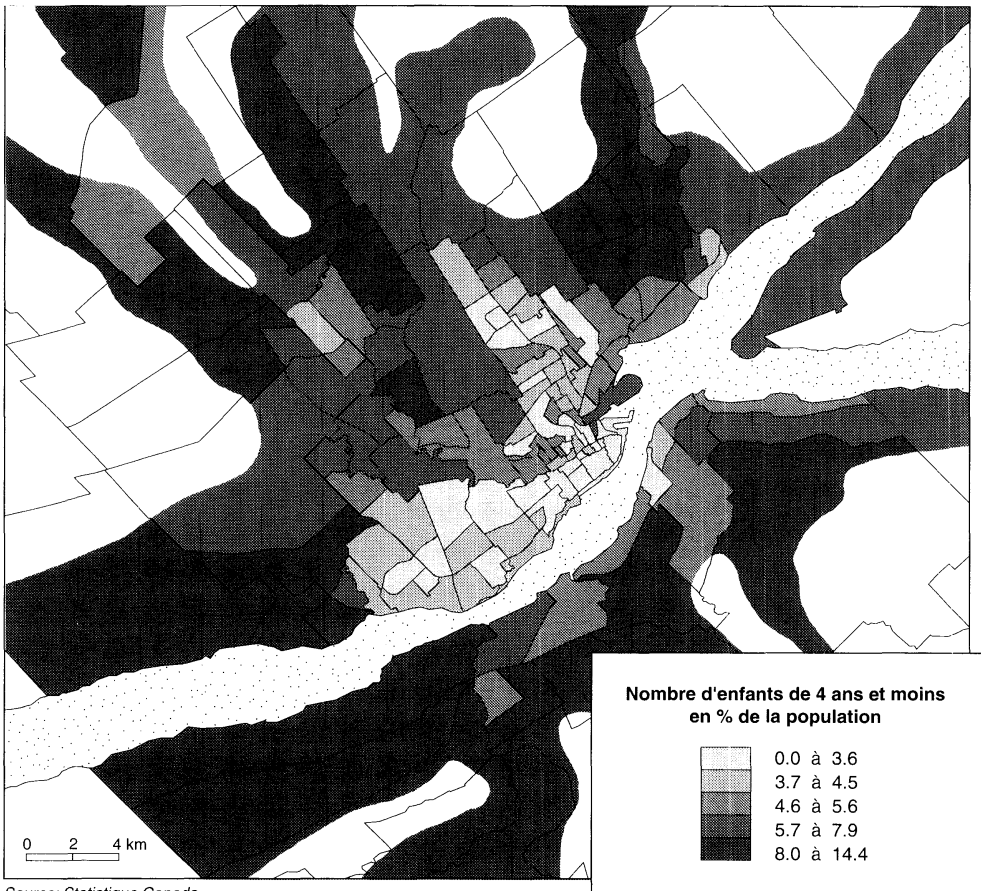 Nombre d'enfants de 4 ans et moins
en % de la population
0.0 à 3.6
3.7 à 4.5
4.6 à 5.6
5.7 à 7.9
8.0 à 14.4
0 2 4 km
Source: Statistique Canada